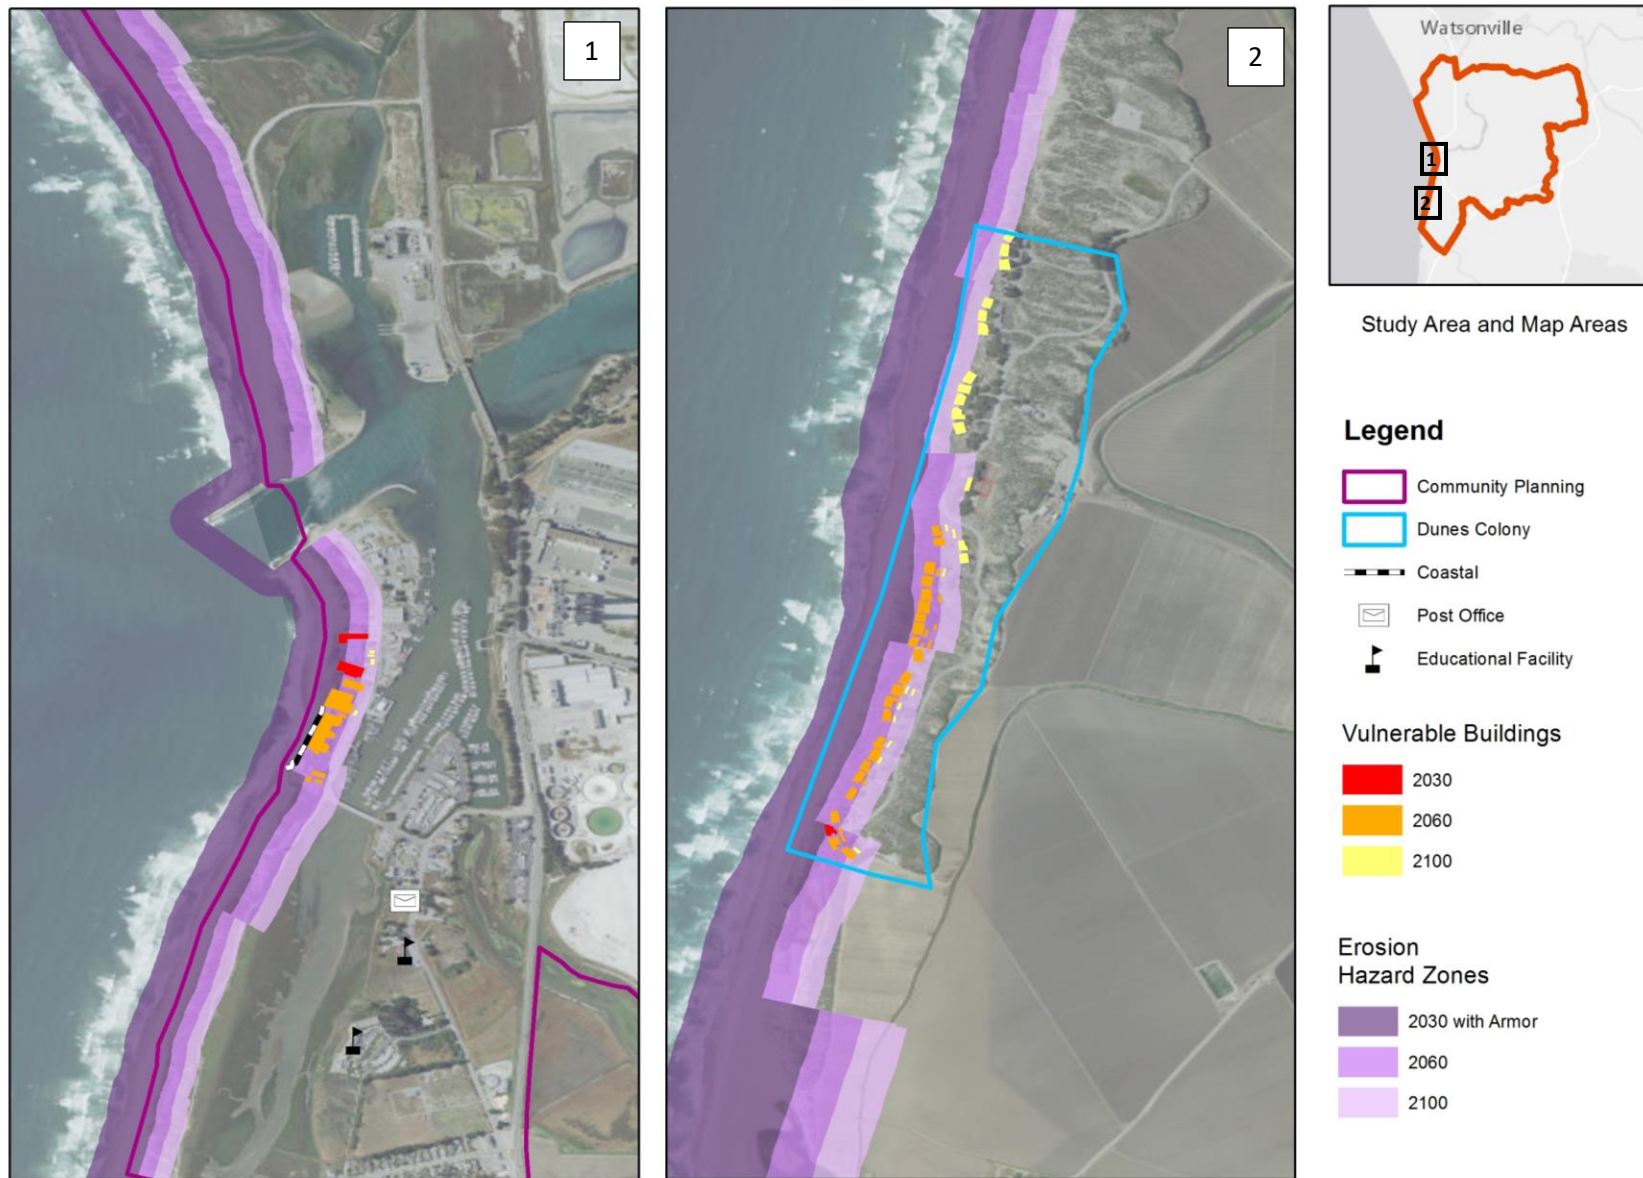 1
2
Watsonville
1
2
Study Area and Map Areas
Legend
Community Planning
Dunes Colony
Coastal
Post Office
Educational Facility
Vulnerable Buildings
2030
2060
2100
Erosion
Hazard Zones
2030 with Armor
2060
2100